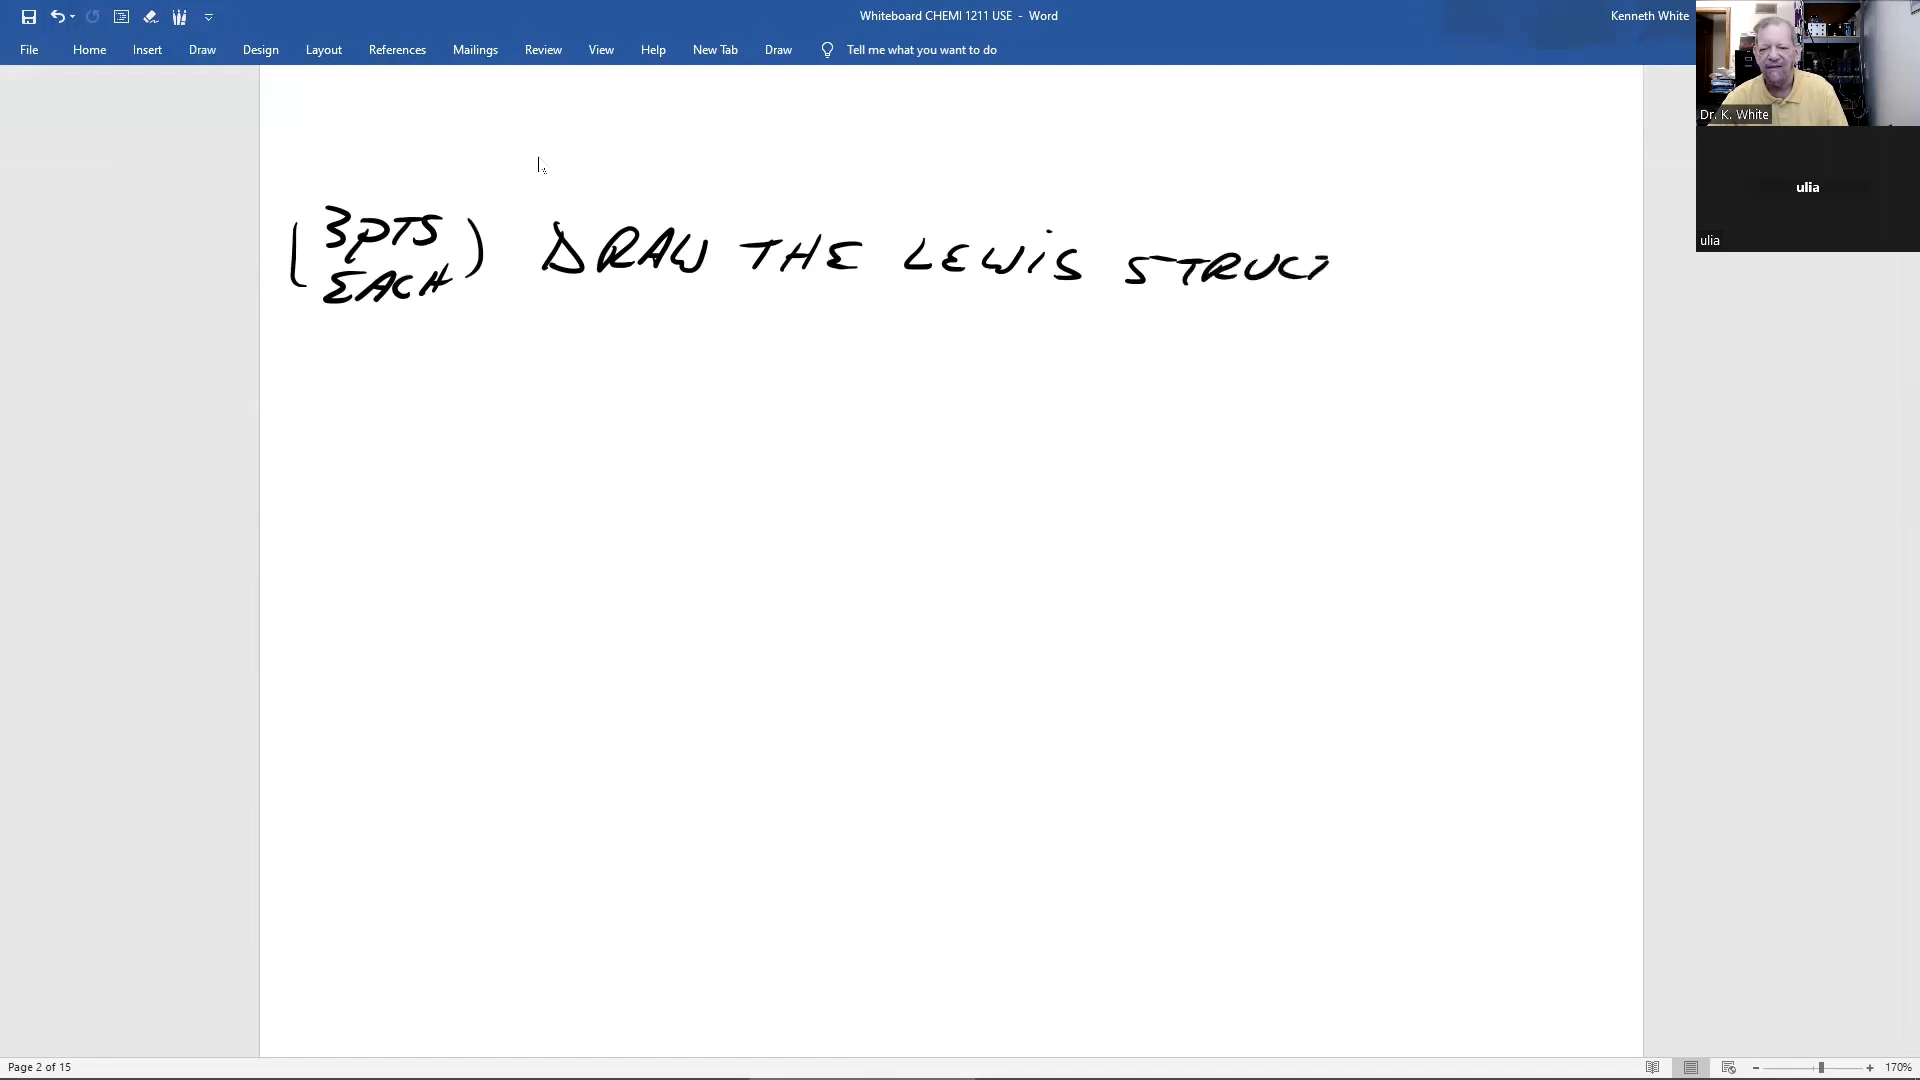 Whiteboard CHEMI 1211 USE - Word
Kenneth White
File Home Insert Draw Design Layout References Mailings Review View Help New Tab Draw Tell me what you want to do
Dr. K. White
ulia
ulia
(3PTS EACH) DRAW THE LEWIS STRUCT
Page 2 of 15
170%